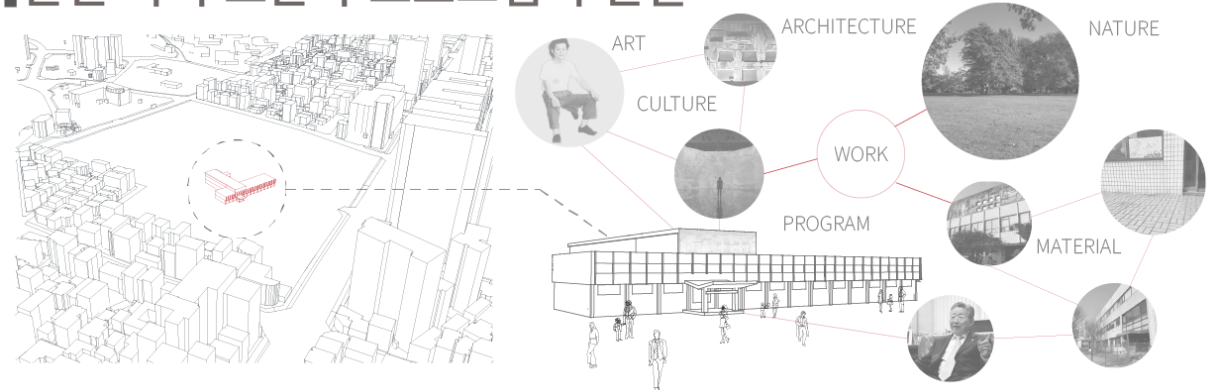 ART
ARCHITECTURE
NATURE
CULTURE
WORK
PROGRAM
MATERIAL